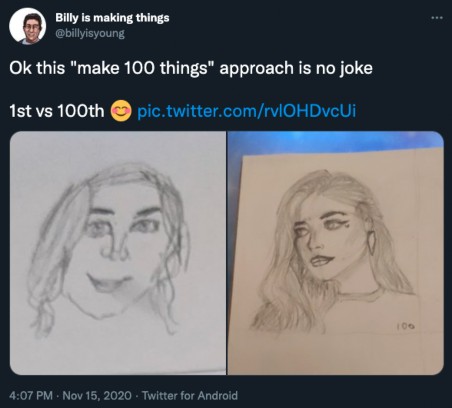 Billy is making things
@billyisyoung
Ok this "make 100 things" approach is no joke
1st vs 100th 😊 pic.twitter.com/rvlOHDvcUi
100
4:07 PM · Nov 15, 2020 · Twitter for Android